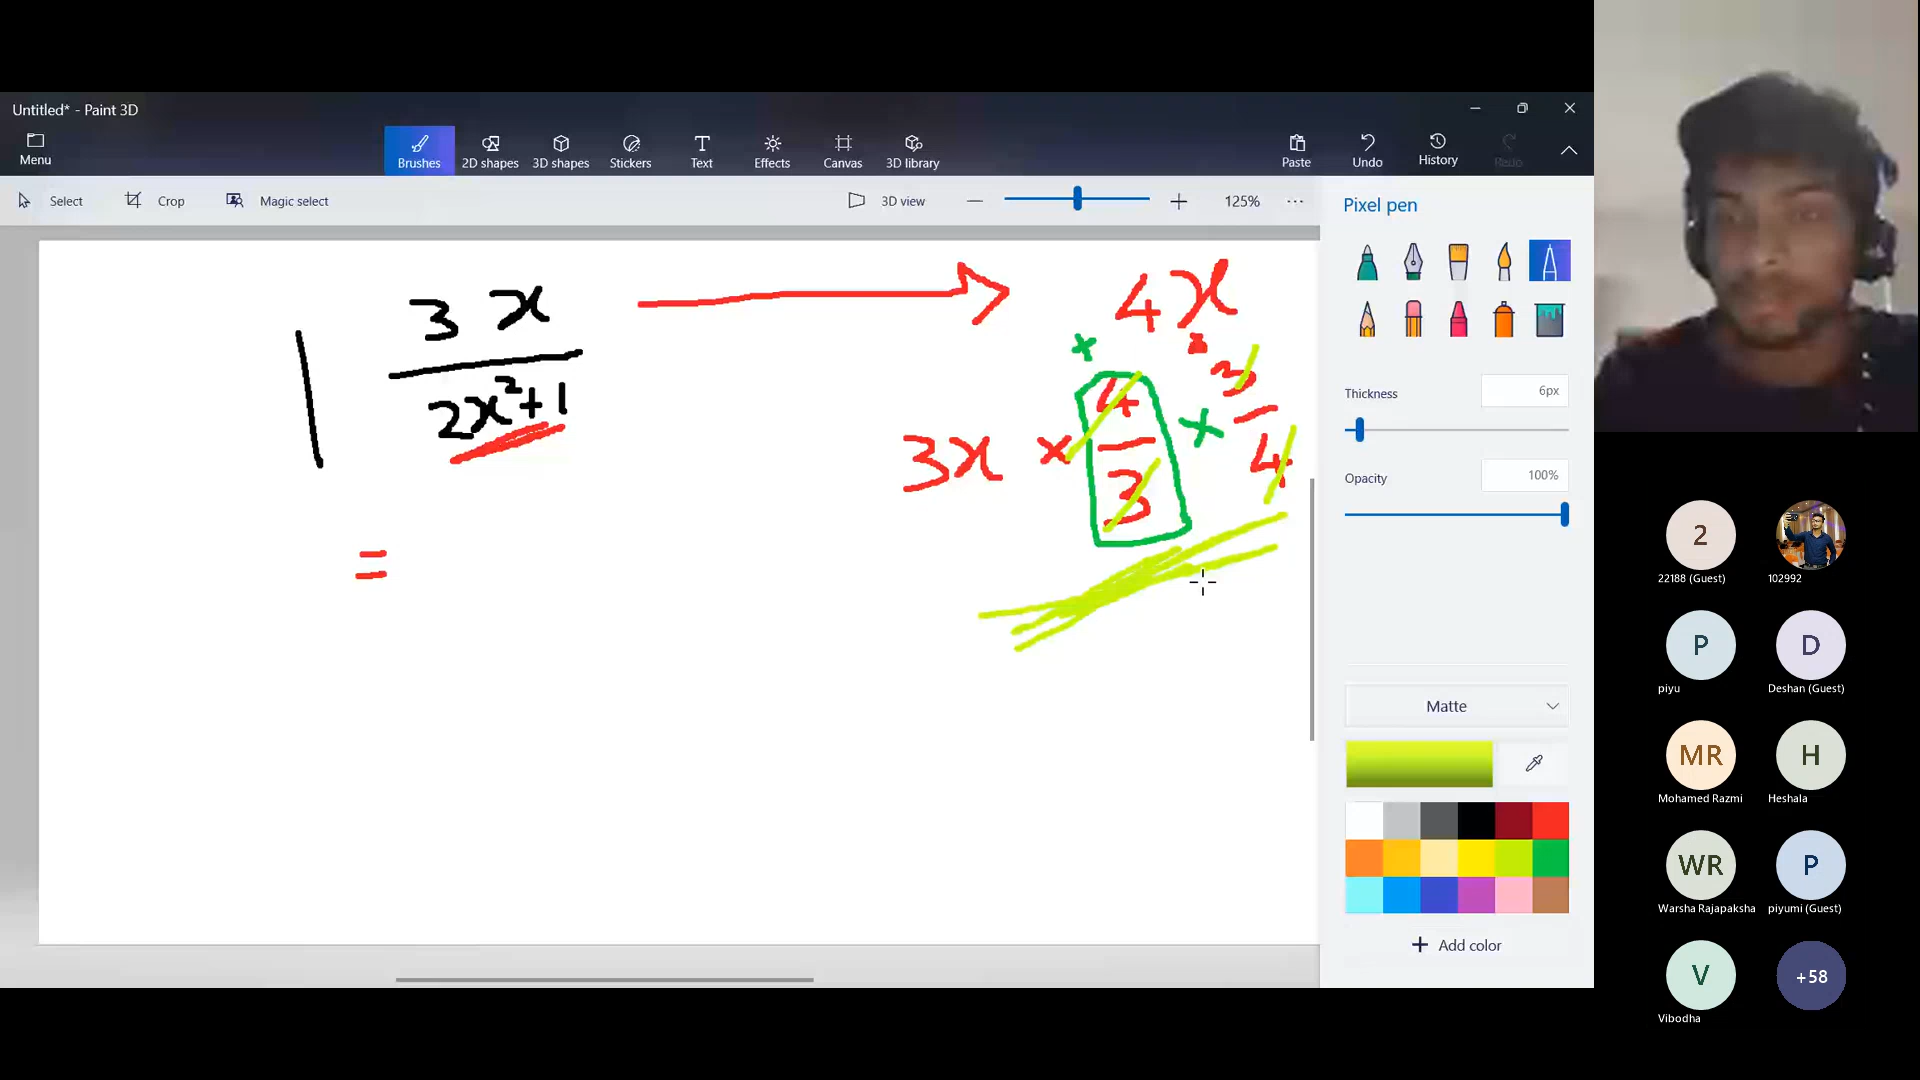 Untitled* - Paint 3D
Menu
Brushes
2D shapes
3D shapes
Stickers
Text
Effects
Canvas
3D library
Paste
Undo
History
Redo
Select
Crop
Magic select
3D view
125%
Pixel pen
Thickness
6px
Opacity
100%
Matte
+ Add color
3x
2x²+1
=
4x
3x × 4/3 × 3/4
2
22188 (Guest)
102992
P
piyu
D
Deshan (Guest)
MR
Mohamed Razmi
H
Heshala
WR
Warsha Rajapaksha
P
piyumi (Guest)
V
Vibodha
+58